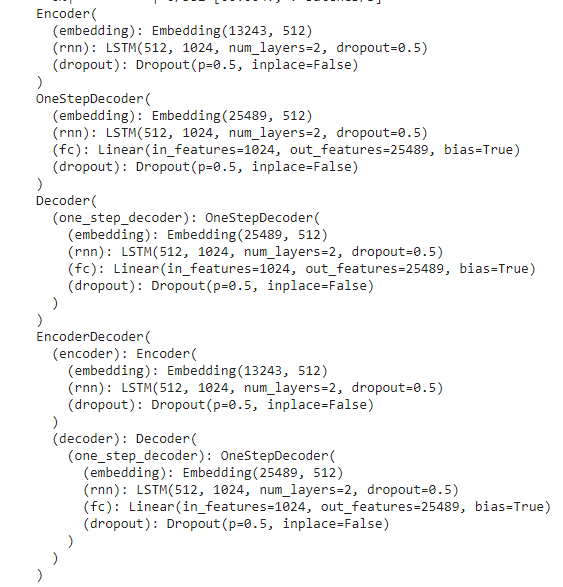 Encoder(
(embedding): Embedding(13243, 512)
(rnn): LSTM(512, 1024, num_layers=2, dropout=0.5)
(dropout): Dropout(p=0.5, inplace=False)
)
OneStepDecoder(
(embedding): Embedding(25489, 512)
(rnn): LSTM(512, 1024, num_layers=2, dropout=0.5)
(fc): Linear(in_features=1024, out_features=25489, bias=True)
(dropout): Dropout(p=0.5, inplace=False)
)
Decoder(
(one_step_decoder): OneStepDecoder(
(embedding): Embedding(25489, 512)
(rnn): LSTM(512, 1024, num_layers=2, dropout=0.5)
(fc): Linear(in_features=1024, out_features=25489, bias=True)
(dropout): Dropout(p=0.5, inplace=False)
)
)
EncoderDecoder(
(encoder): Encoder(
(embedding): Embedding(13243, 512)
(rnn): LSTM(512, 1024, num_layers=2, dropout=0.5)
(dropout): Dropout(p=0.5, inplace=False)
)
(decoder): Decoder(
(one_step_decoder): OneStepDecoder(
(embedding): Embedding(25489, 512)
(rnn): LSTM(512, 1024, num_layers=2, dropout=0.5)
(fc): Linear(in_features=1024, out_features=25489, bias=True)
(dropout): Dropout(p=0.5, inplace=False)
)
)
)